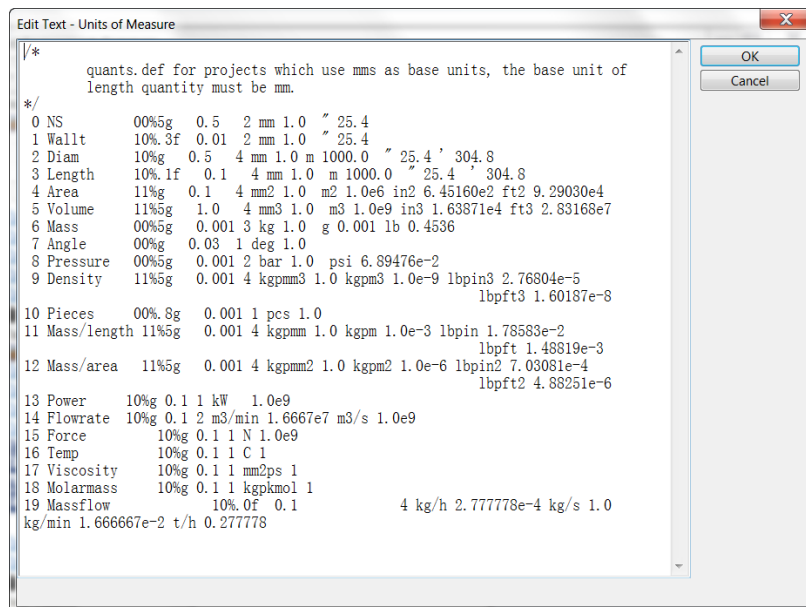 Edit Text - Units of Measure
/*
quants.def for projects which use mms as base units, the base unit of
length quantity must be mm.
*/
0 NS 00%5g 0.5 2 mm 1.0 ″ 25.4
1 Wallt 10%.3f 0.01 2 mm 1.0 ″ 25.4
2 Diam 10%g 0.5 4 mm 1.0 m 1000.0 ″ 25.4 ' 304.8
3 Length 10%.1f 0.1 4 mm 1.0 m 1000.0 ″ 25.4 ' 304.8
4 Area 11%g 0.1 4 mm2 1.0 m2 1.0e6 in2 6.45160e2 ft2 9.29030e4
5 Volume 11%5g 1.0 4 mm3 1.0 m3 1.0e9 in3 1.63871e4 ft3 2.83168e7
6 Mass 00%5g 0.001 3 kg 1.0 g 0.001 lb 0.4536
7 Angle 00%g 0.03 1 deg 1.0
8 Pressure 00%5g 0.001 2 bar 1.0 psi 6.89476e-2
9 Density 11%5g 0.001 4 kgpmm3 1.0 kgpm3 1.0e-9 lbpin3 2.76804e-5
lbpft3 1.60187e-8
10 Pieces 00%.8g 0.001 1 pcs 1.0
11 Mass/length 11%5g 0.001 4 kgpmm 1.0 kgpm 1.0e-3 lbpin 1.78583e-2
lbpft 1.48819e-3
12 Mass/area 11%5g 0.001 4 kgpmm2 1.0 kgpm2 1.0e-6 lbpin2 7.03081e-4
lbpft2 4.88251e-6
13 Power 10%g 0.1 1 kW 1.0e9
14 Flowrate 10%g 0.1 2 m3/min 1.6667e7 m3/s 1.0e9
15 Force 10%g 0.1 1 N 1.0e9
16 Temp 10%g 0.1 1 C 1
17 Viscosity 10%g 0.1 1 mm2ps 1
18 Molarmass 10%g 0.1 1 kgpkmol 1
19 Massflow 10%.0f 0.1 4 kg/h 2.777778e-4 kg/s 1.0
kg/min 1.666667e-2 t/h 0.277778
OK
Cancel